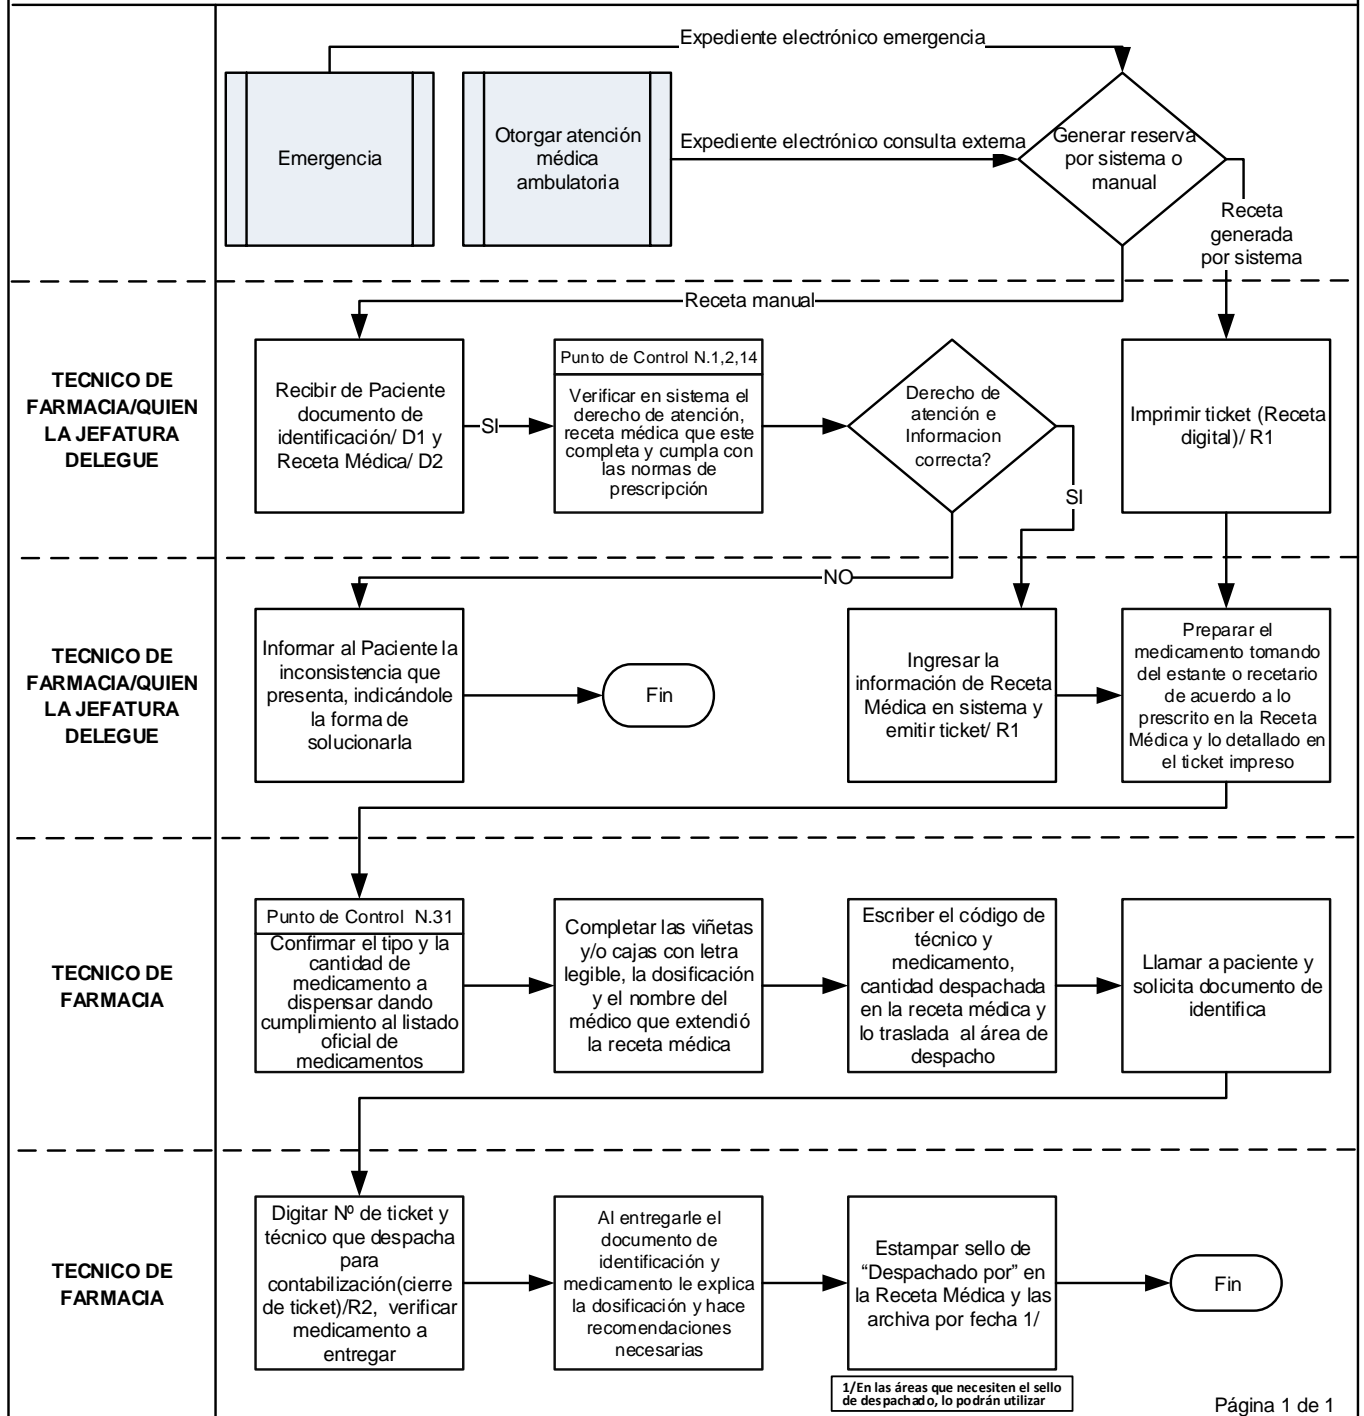 Expediente electrónico emergencia
Emergencia
Otorgar atención
médica
ambulatoria
Expediente electrónico consulta externa
Generar reserva
por sistema o
manual
Receta
generada
por sistema
Receta manual
TECNICO DE
FARMACIA/QUIEN
LA JEFATURA
DELEGUE
Recibir de Paciente
documento de
identificación/ D1 y
Receta Médica/ D2
SI
Punto de Control N.1,2,14
Verificar en sistema el
derecho de atención,
receta médica que este
completa y cumpla con
las normas de
prescripción
Derecho de
atención e
Informacion
correcta?
SI
Imprimir ticket (Receta
digital)/ R1
NO
TECNICO DE
FARMACIA/QUIEN
LA JEFATURA
DELEGUE
Informar al Paciente la
inconsistencia que
presenta, indicándole
la forma de
solucionarla
Fin
Ingresar la
información de Receta
Médica en sistema y
emitir ticket/ R1
Preparar el
medicamento tomando
del estante o recetario
de acuerdo a lo
prescrito en la Receta
Médica y lo detallado en
el ticket impreso
TECNICO DE
FARMACIA
Punto de Control N.31
Confirmar el tipo y la
cantidad de
medicamento a
dispensar dando
cumplimiento al listado
oficial de
medicamentos
Completar las viñetas
y/o cajas con letra
legible, la dosificación
y el nombre del
médico que extendió
la receta médica
Escriber el código de
técnico y
medicamento,
cantidad despachada
en la receta médica y
lo traslada al área de
despacho
Llamar a paciente y
solicita documento de
identifica
TECNICO DE
FARMACIA
Digitar Nº de ticket y
técnico que despacha
para
contabilización(cierre
de ticket)/R2, verificar
medicamento a
entregar
Al entregarle el
documento de
identificación y
medicamento le explica
la dosificación y hace
recomendaciones
necesarias
Estampar sello de
“Despachado por” en
la Receta Médica y las
archiva por fecha 1/
Fin
1/En las áreas que necesiten el sello
de despachado, lo podrán utilizar
Página 1 de 1